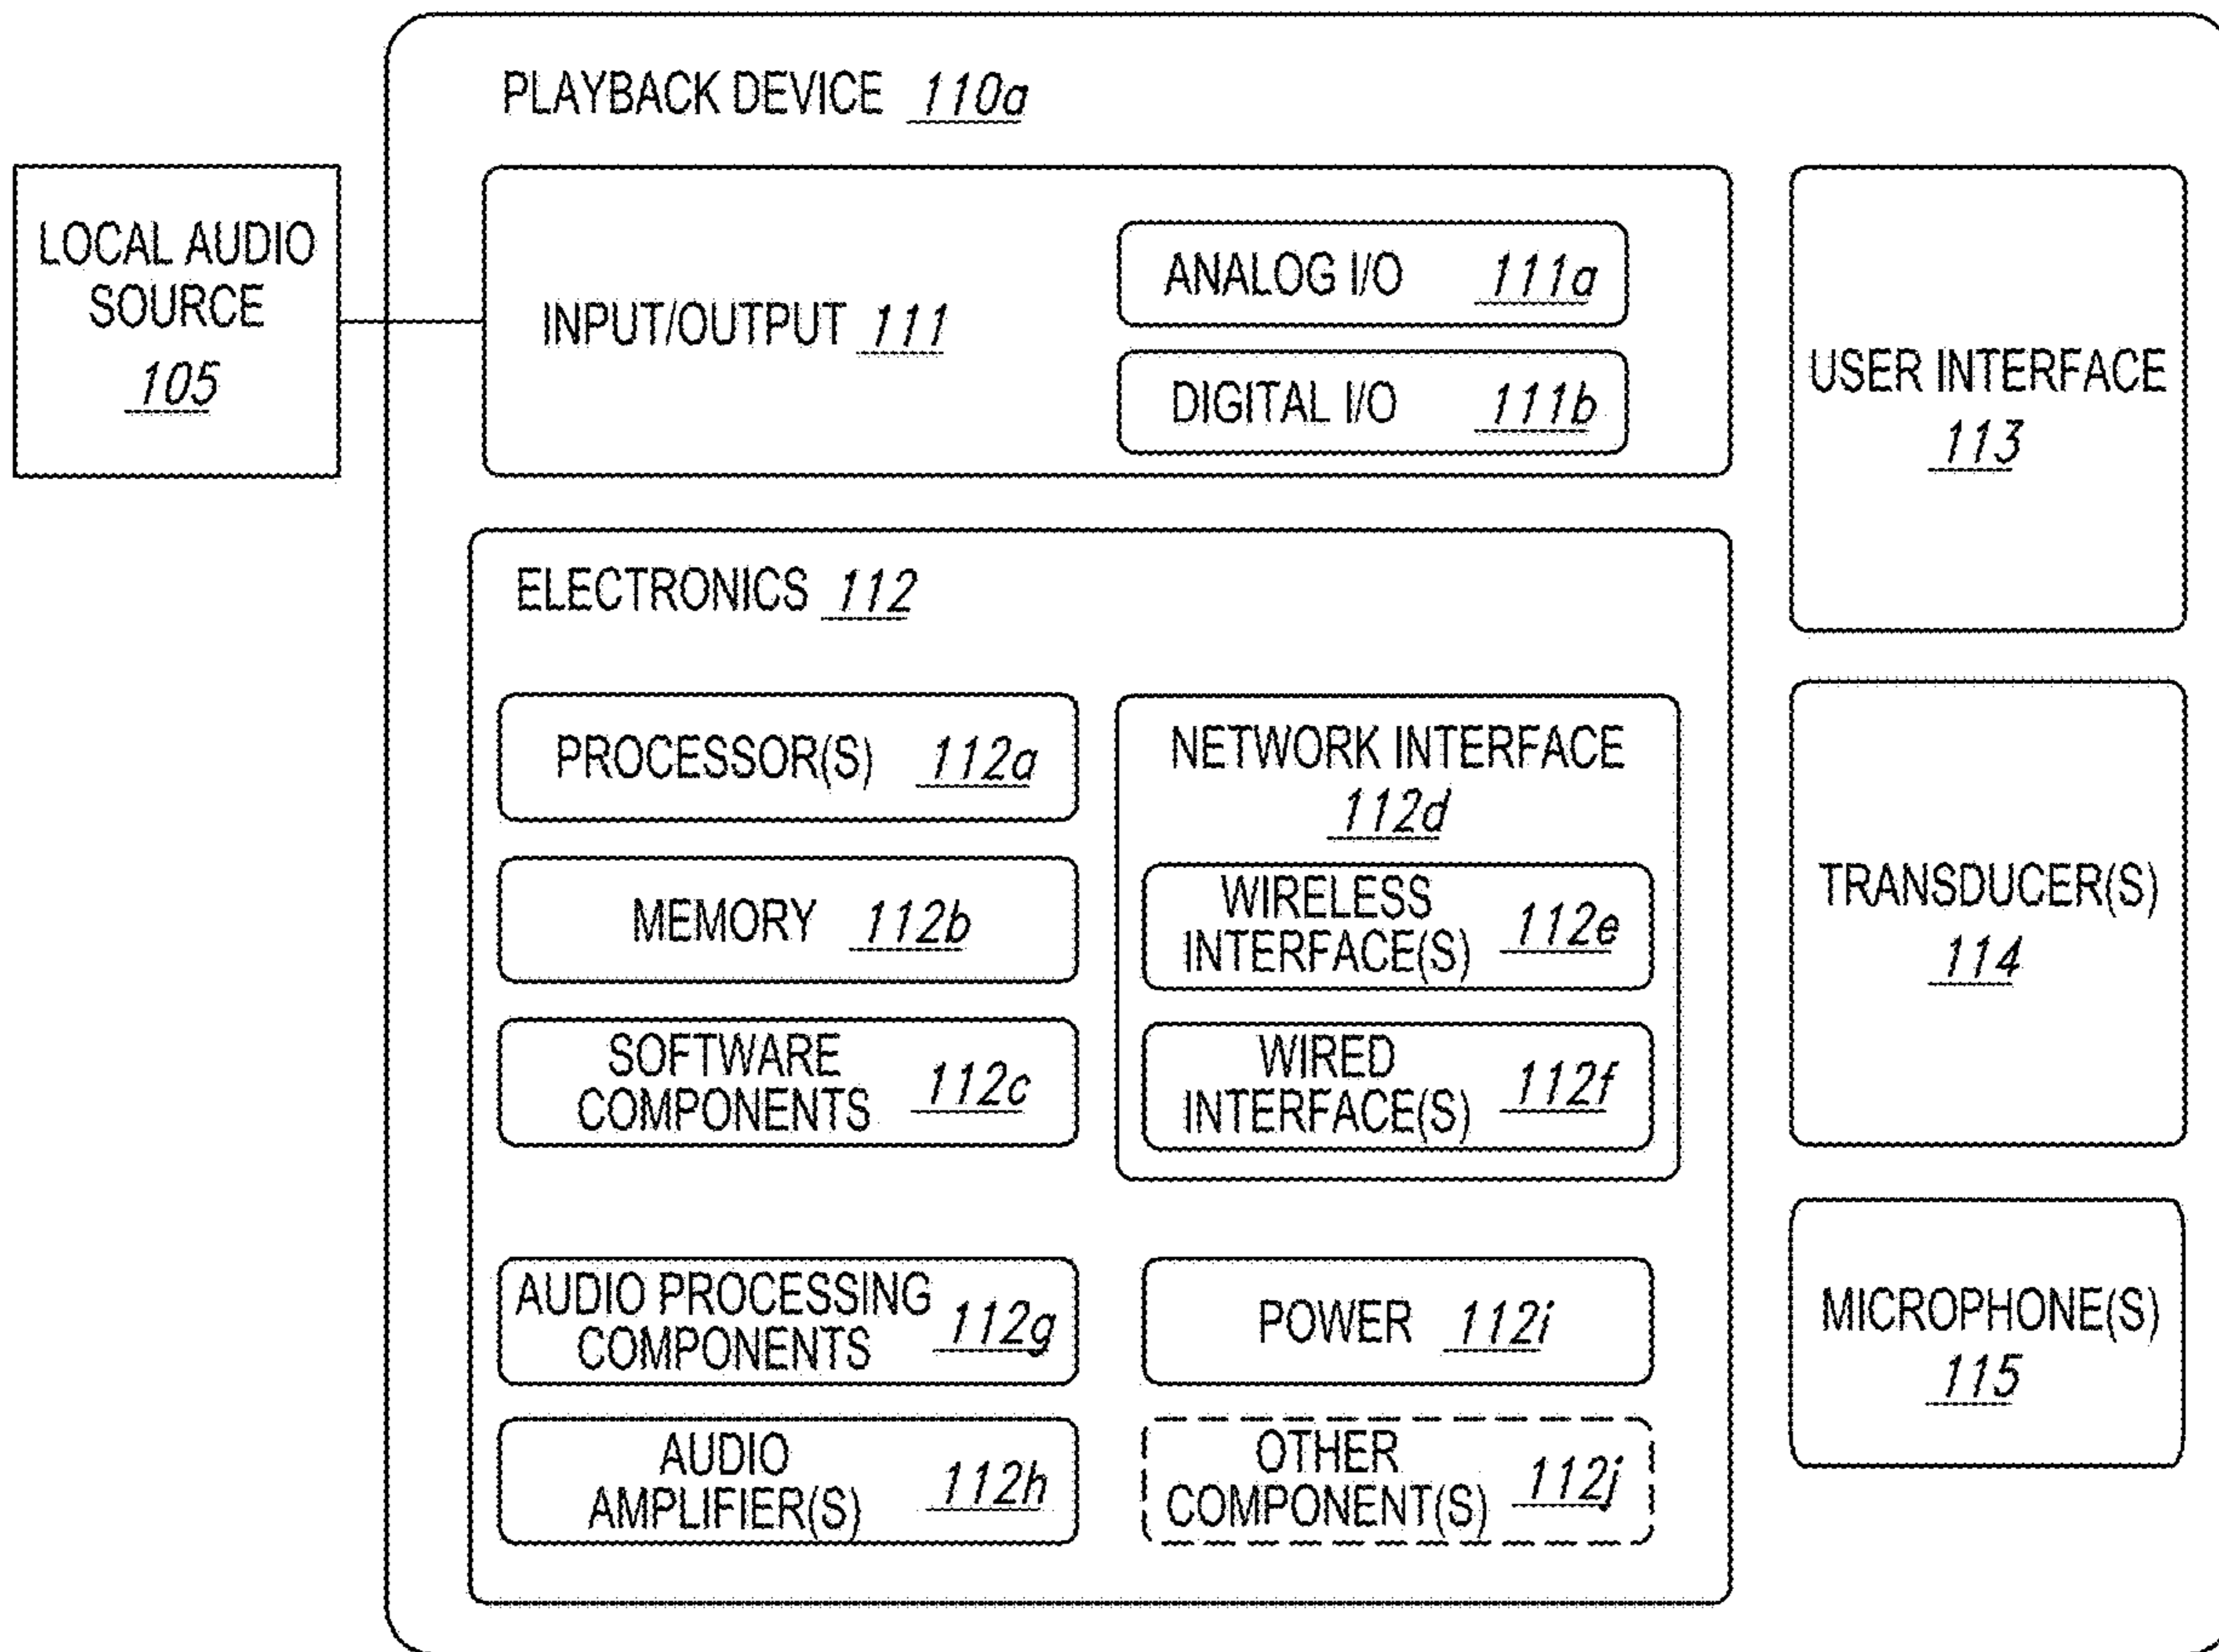 PLAYBACK DEVICE 110a
LOCAL AUDIO
SOURCE
105
INPUT/OUTPUT 111
ANALOG I/O 111a
DIGITAL I/O 111b
USER INTERFACE
113
ELECTRONICS 112
PROCESSOR(S) 112a
MEMORY 112b
SOFTWARE
COMPONENTS 112c
NETWORK INTERFACE
112d
WIRELESS
INTERFACE(S) 112e
WIRED
INTERFACE(S) 112f
AUDIO PROCESSING
COMPONENTS 112g
AUDIO
AMPLIFIER(S) 112h
POWER 112i
OTHER
COMPONENT(S) 112j
TRANSDUCER(S)
114
MICROPHONE(S)
115